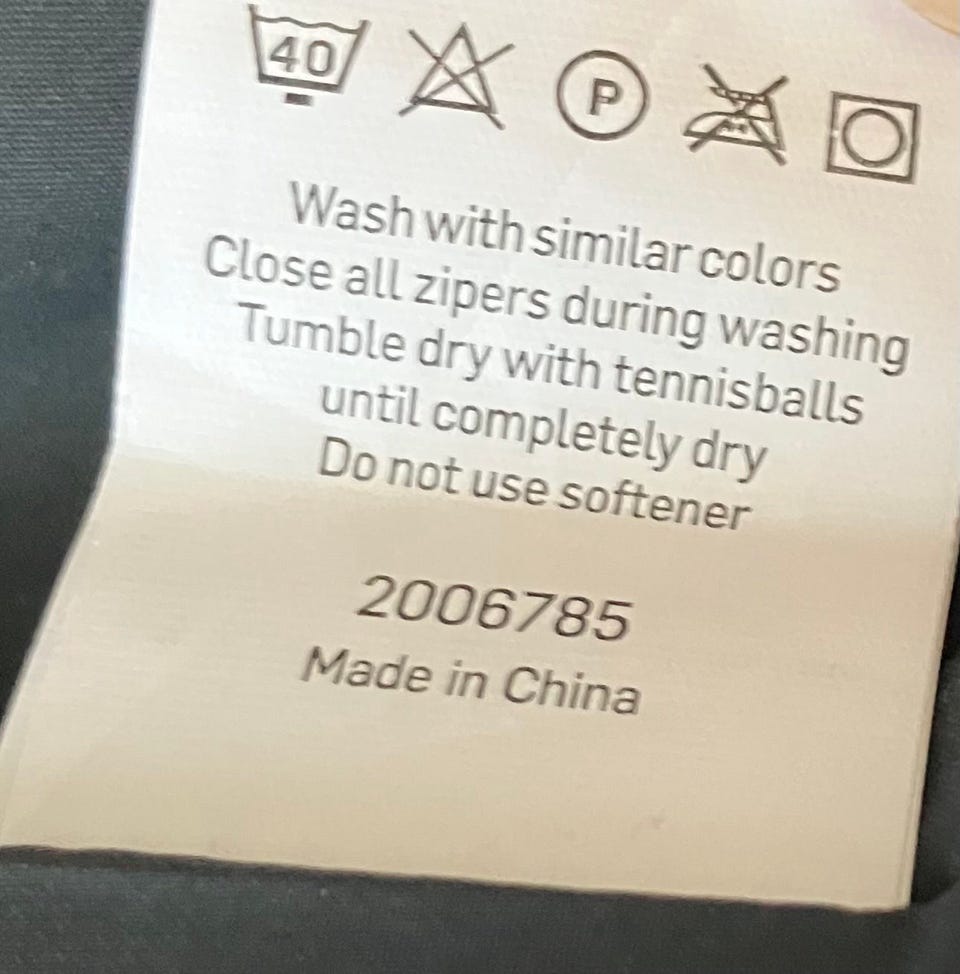 40
P
Wash with similar colors
Close all zipers during washing
Tumble dry with tennisballs
until completely dry
Do not use softener
2006785
Made in China